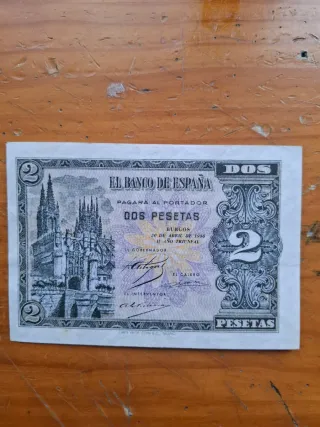 DOS
2
EL BANCO DE ESPAÑA
PAGARÁ AL PORTADOR
DOS PESETAS
BURGOS
30 DE ABRIL DE 1938
II AÑO TRIUNFAL
EL GOBERNADOR
EL CAJERO
EL INTERVENTOR
2
2
PESETAS